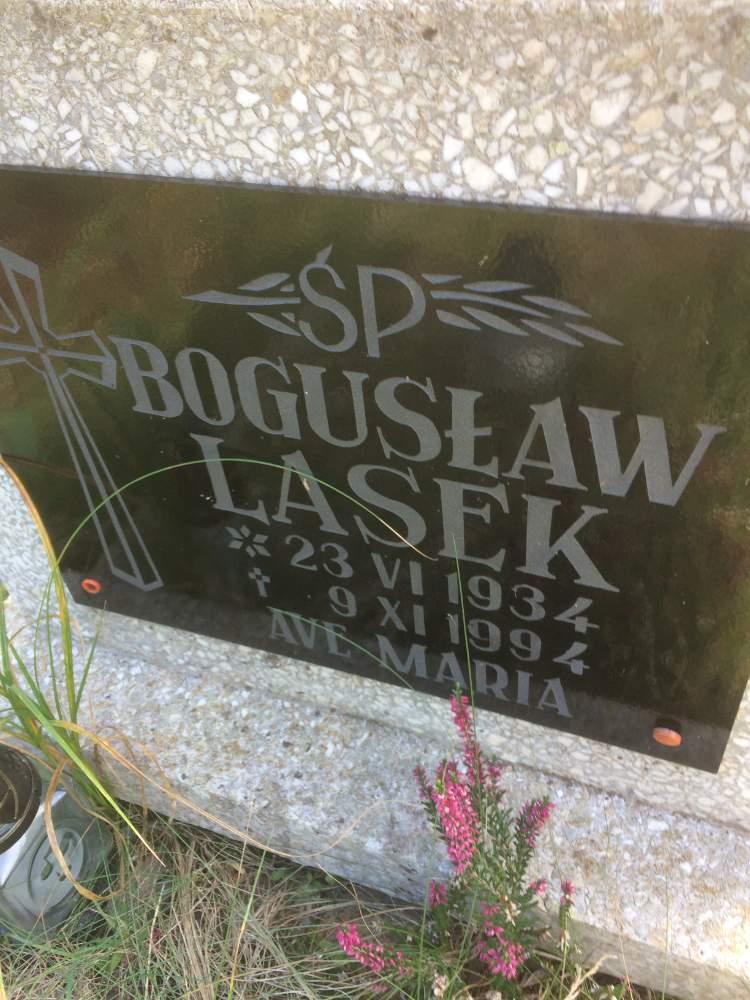 ŚP
BOGUSŁAW
LASEK
* 23 VI 1934
✝ 9 XI 1994
AVE MARIA